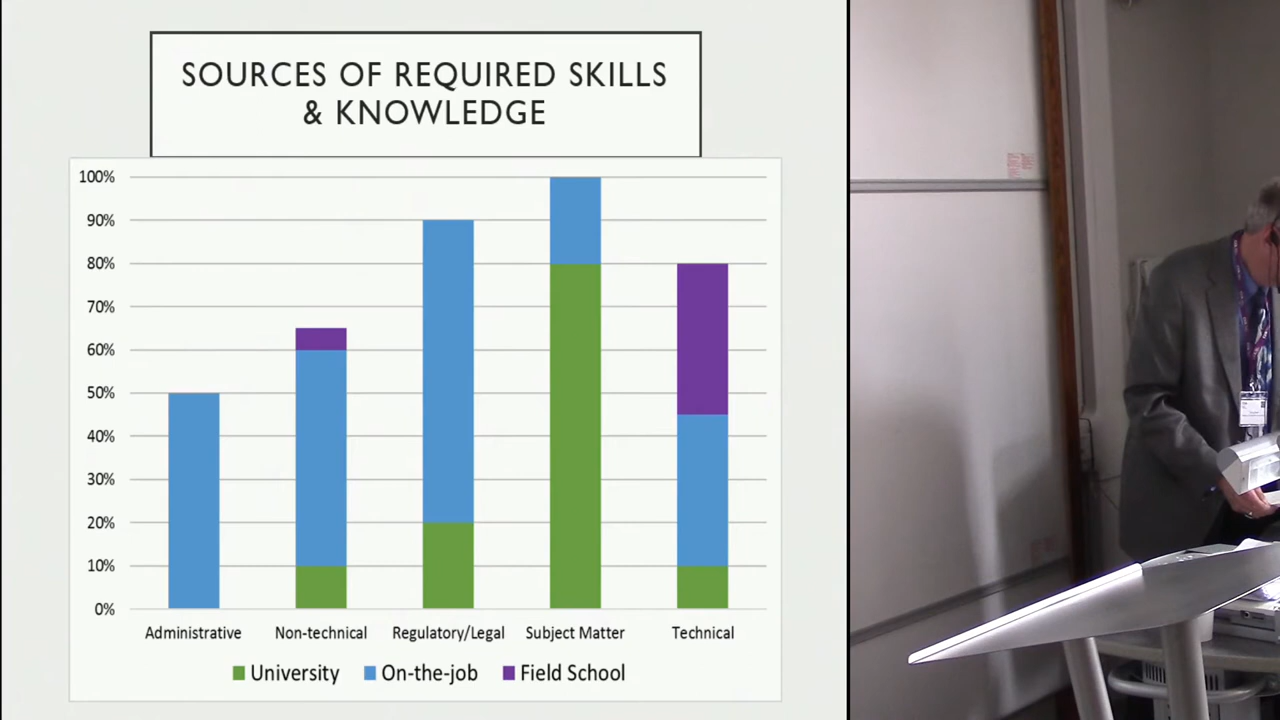 SOURCES OF REQUIRED SKILLS
& KNOWLEDGE
100%
90%
80%
70%
60%
50%
40%
30%
20%
10%
0%
Administrative Non-technical Regulatory/Legal Subject Matter Technical
University On-the-job Field School